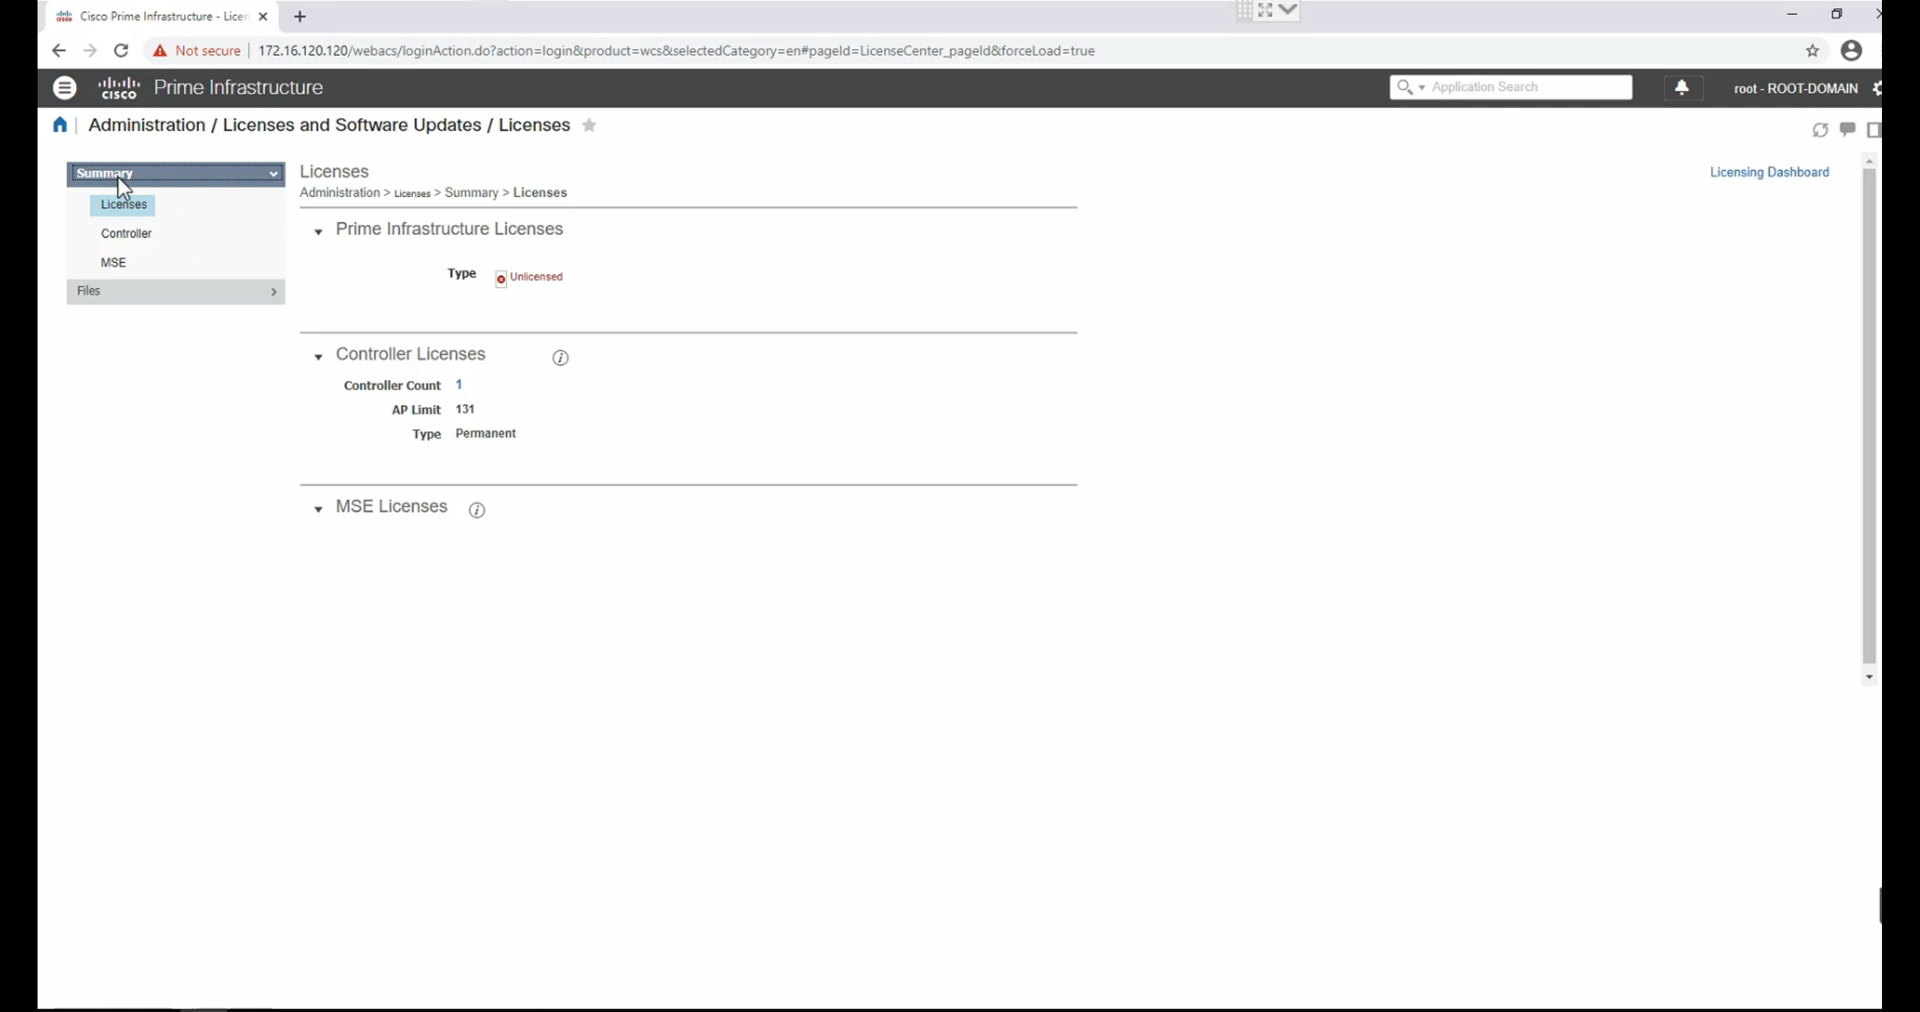 Cisco Prime Infrastructure - Licen
Not secure | 172.16.120.120/webacs/loginAction.do?action=login&product=wcs&selectedCategory=en#pageId=LicenseCenter_pageId&forceLoad=true
cisco Prime Infrastructure
Application Search
root - ROOT-DOMAIN
Administration / Licenses and Software Updates / Licenses
Summary
Licenses
Controller
MSE
Files
Licenses
Licensing Dashboard
Administration > Licenses > Summary > Licenses
Prime Infrastructure Licenses
Type Unlicensed
Controller Licenses
Controller Count 1
AP Limit 131
Type Permanent
MSE Licenses